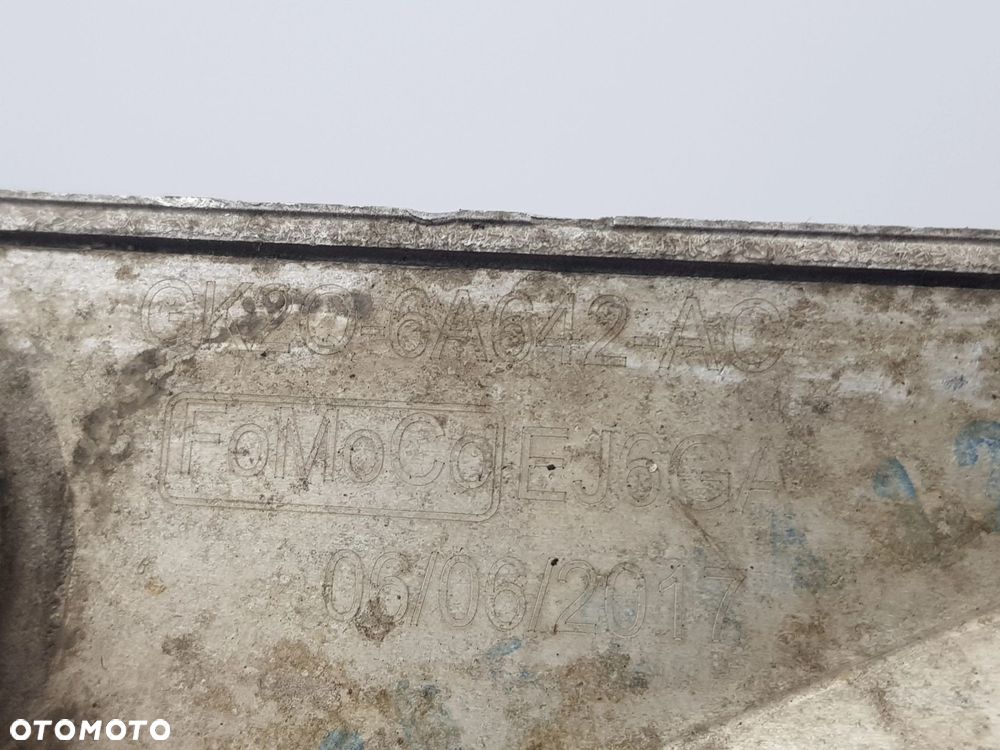 GK2Q-6A642-AC
FoMoCo EJ6GA
06/06/2017
OTOMOTO